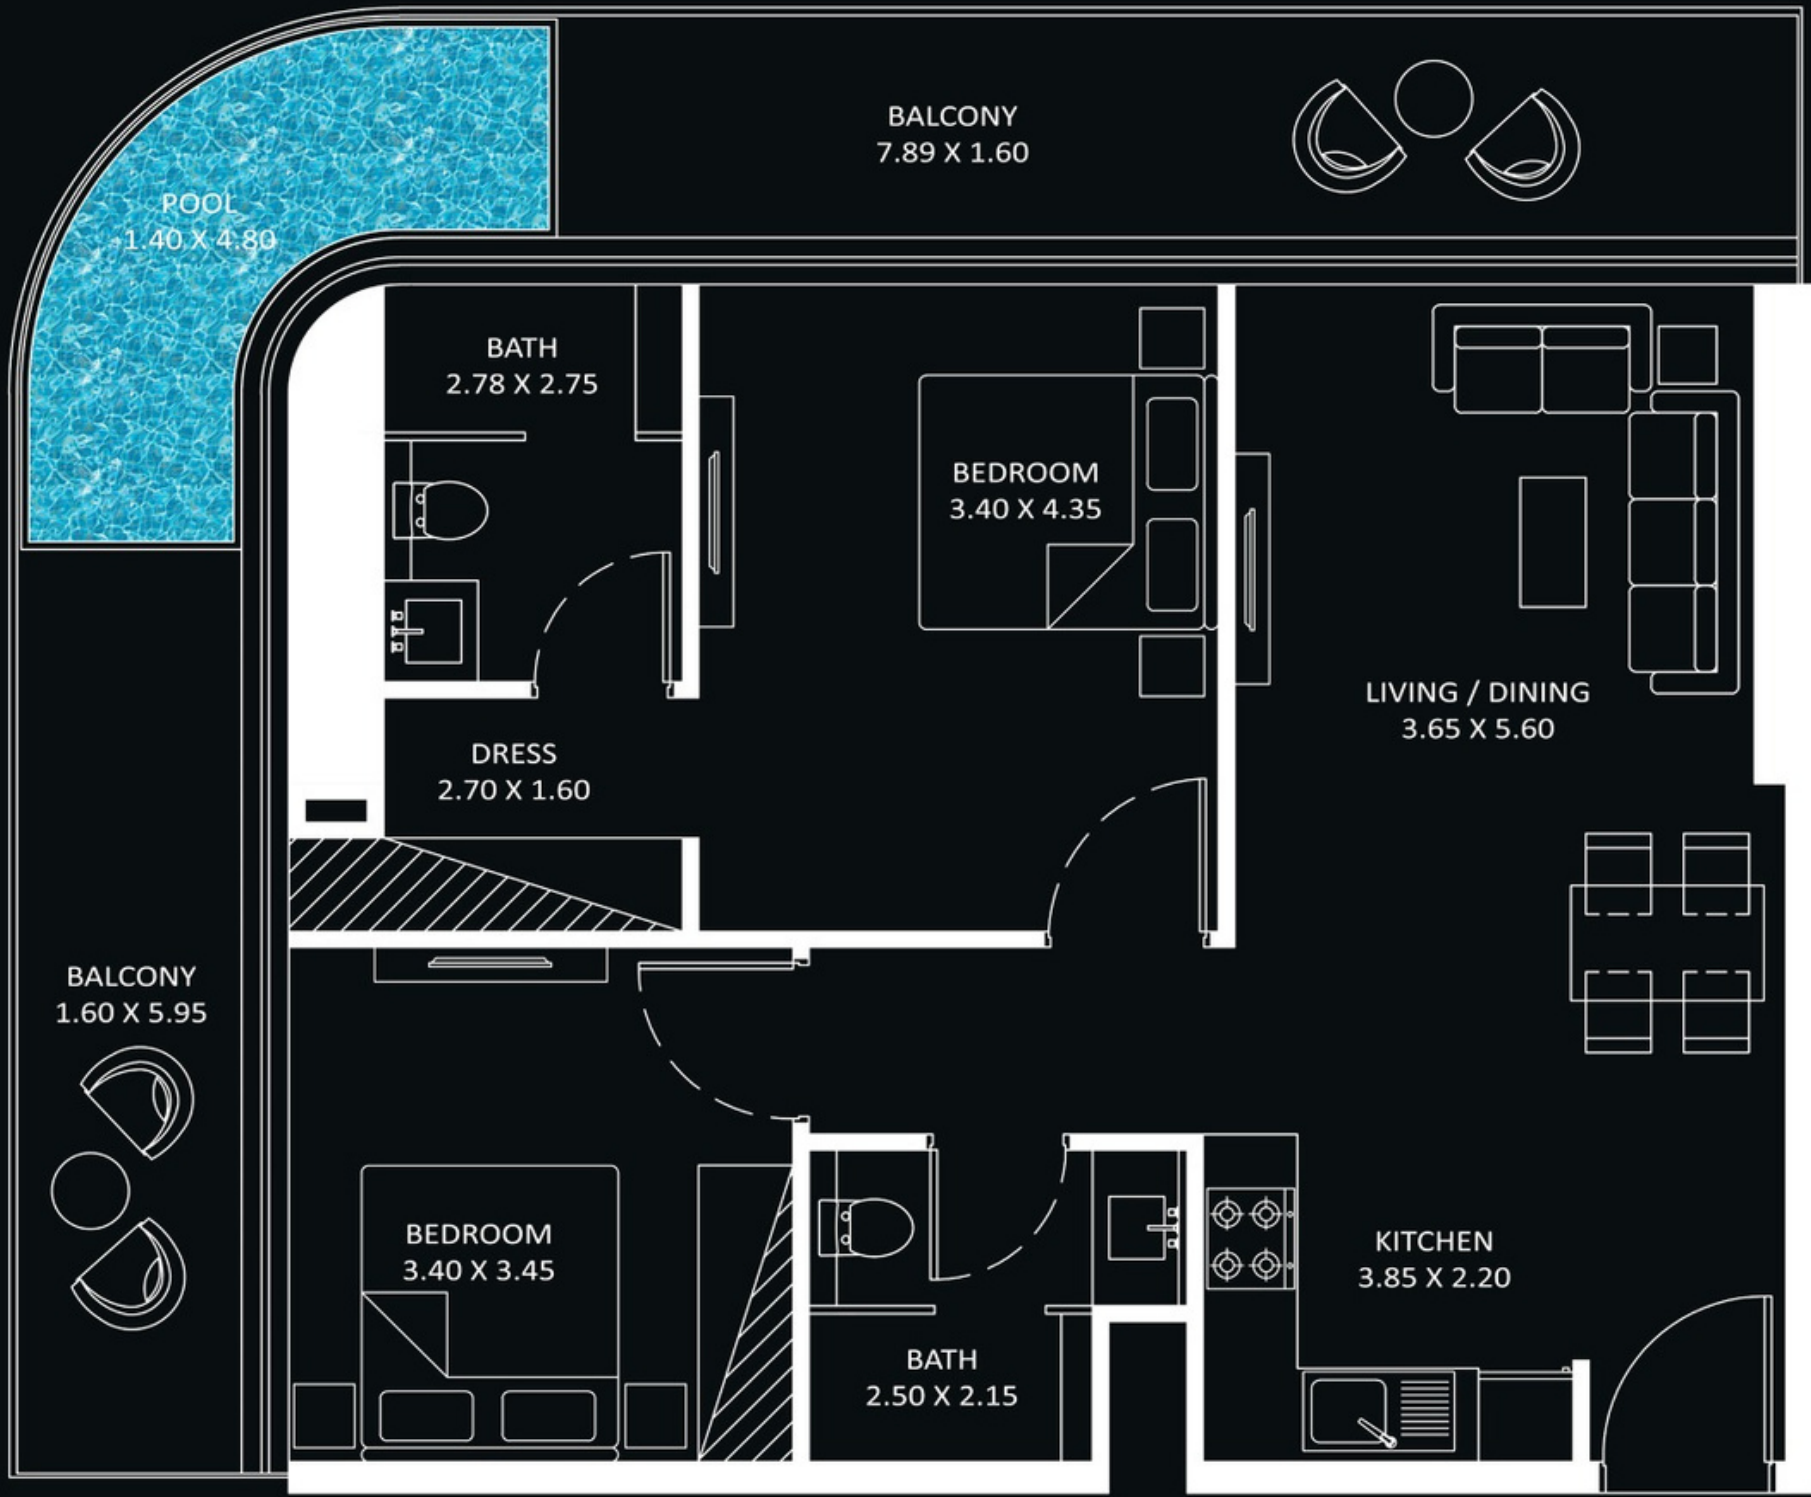 BALCONY
7.89 X 1.60
POOL
1.40 X 4.80
BATH
2.78 X 2.75
BEDROOM
3.40 X 4.35
LIVING / DINING
3.65 X 5.60
DRESS
2.70 X 1.60
BALCONY
1.60 X 5.95
BEDROOM
3.40 X 3.45
KITCHEN
3.85 X 2.20
BATH
2.50 X 2.15